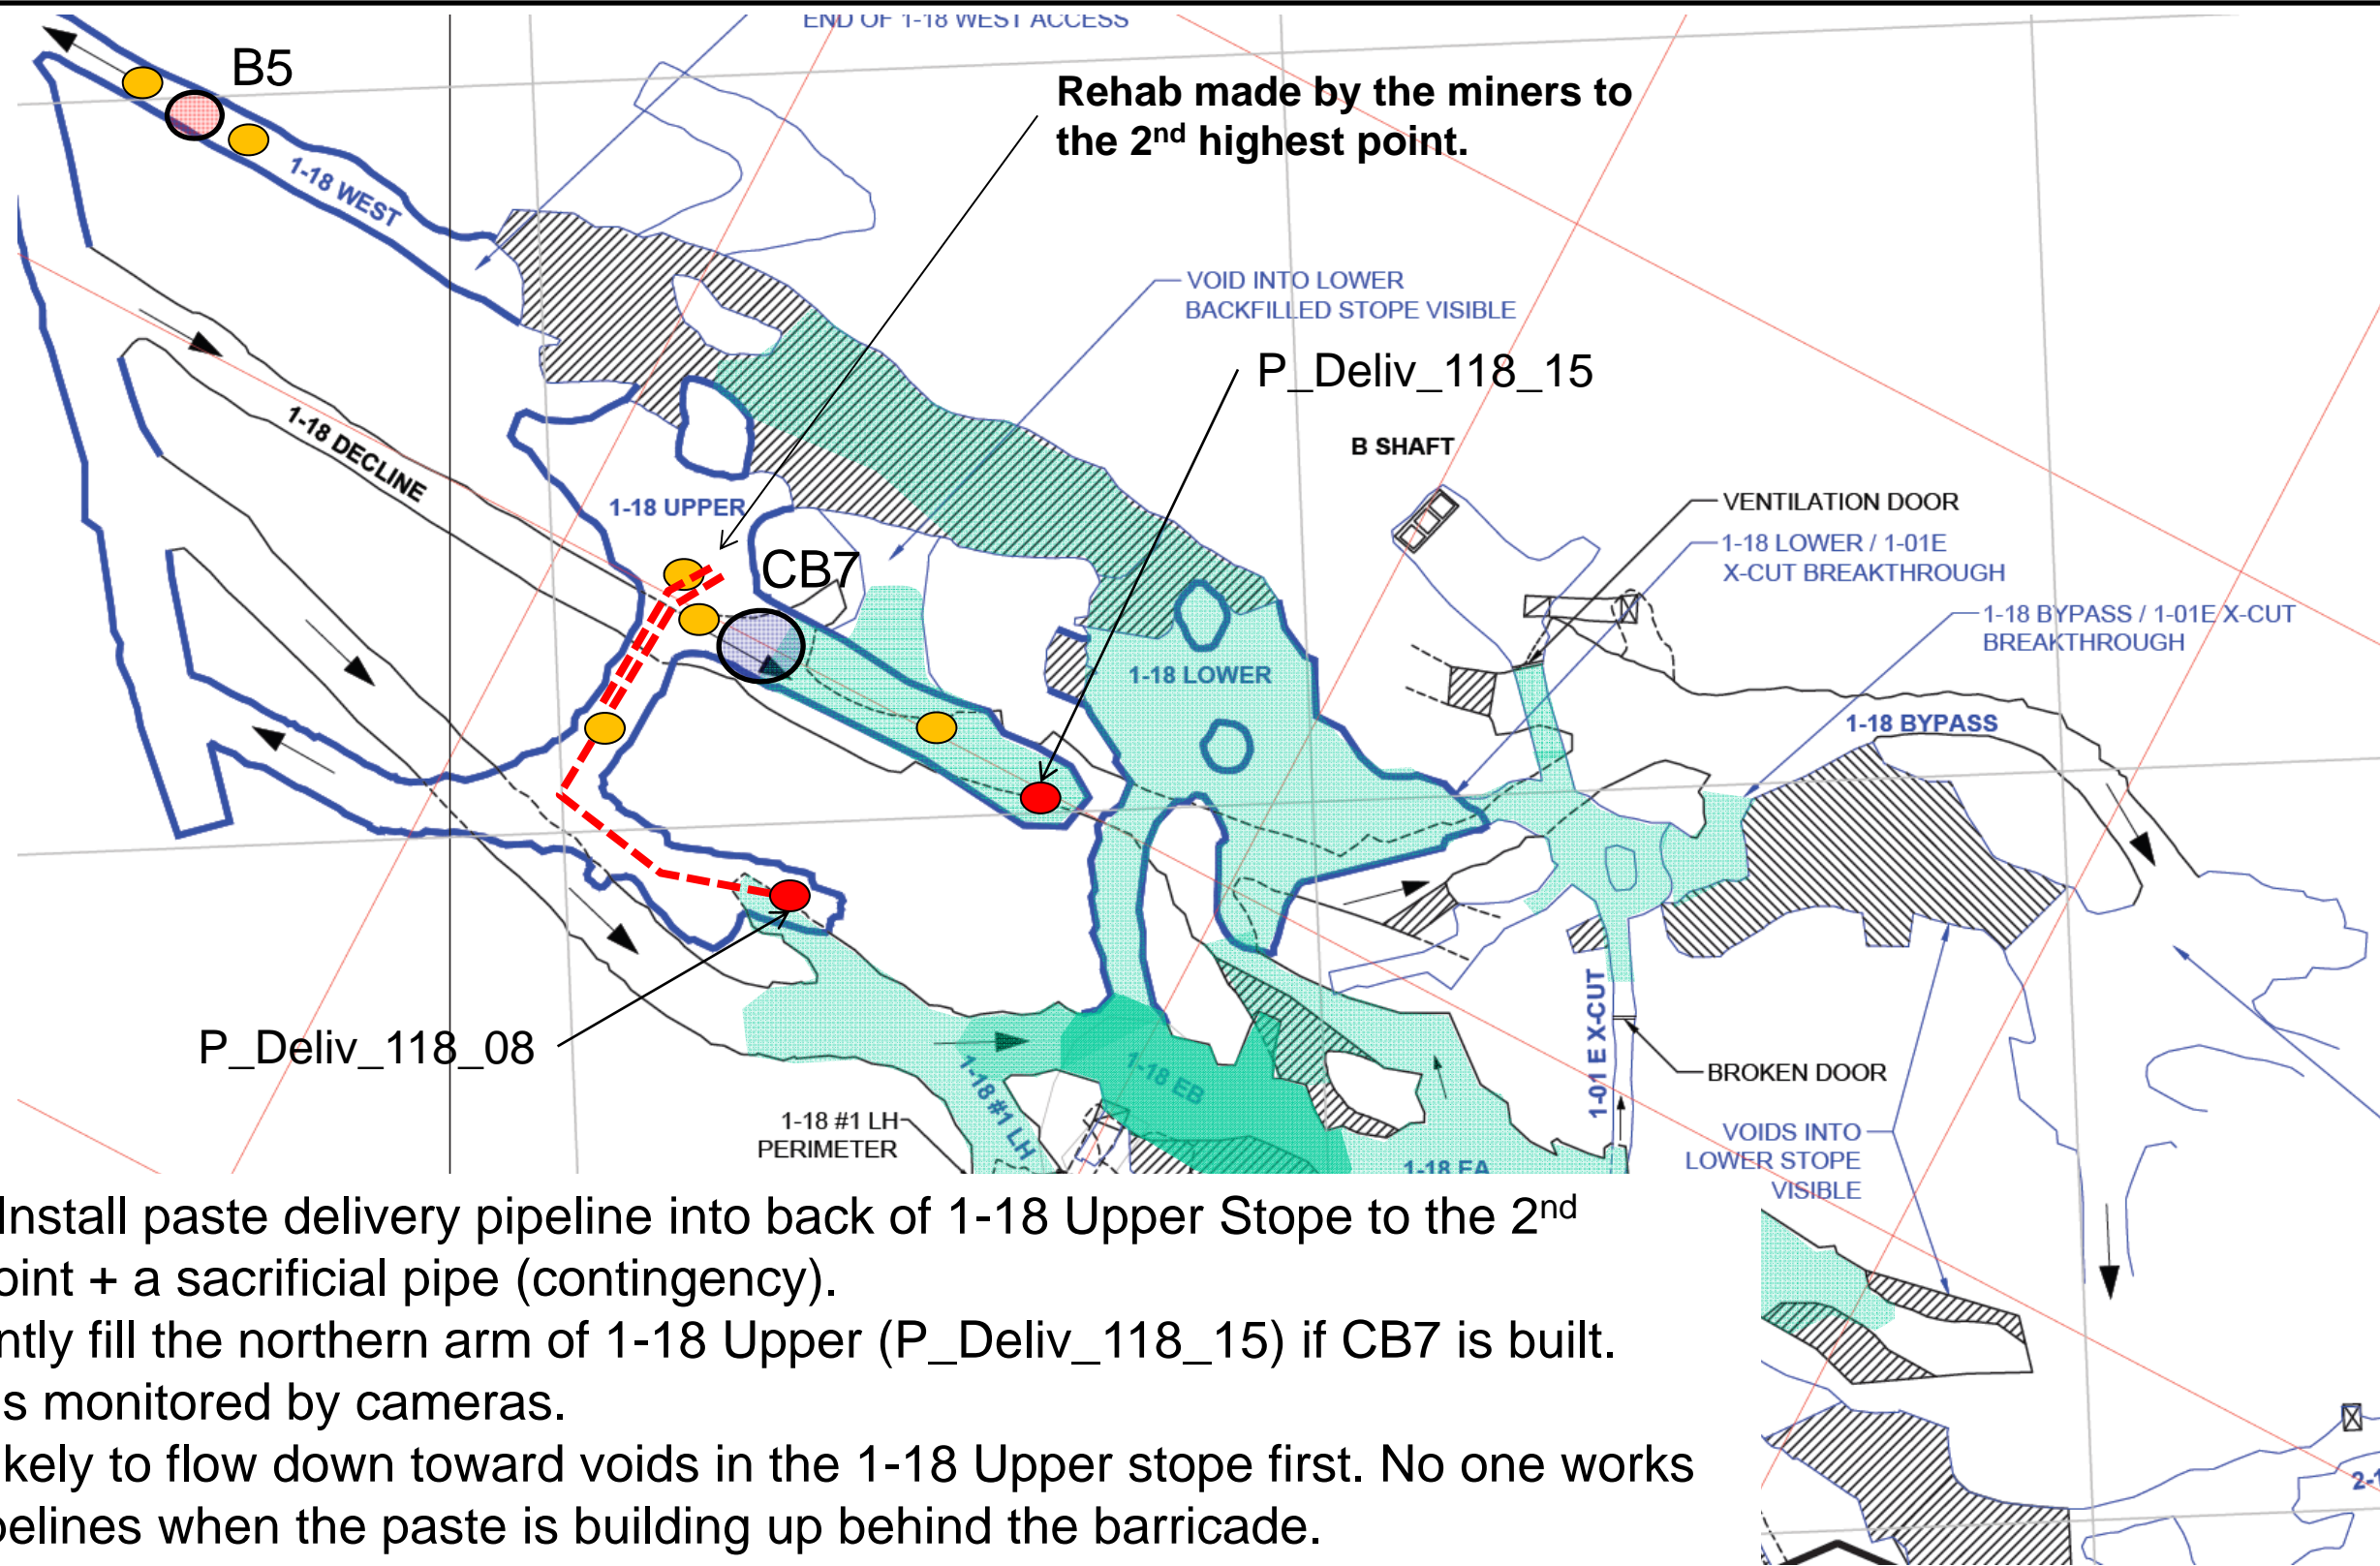 END OF 1-18 WEST ACCESS
B5
Rehab made by the miners to
the 2nd highest point.
1-18 WEST
VOID INTO LOWER
BACKFILLED STOPE VISIBLE
P_Deliv_118_15
B SHAFT
1-18 DECLINE
1-18 UPPER
VENTILATION DOOR
1-18 LOWER / 1-01E
X-CUT BREAKTHROUGH
CB7
1-18 BYPASS / 1-01E X-CUT
BREAKTHROUGH
1-18 LOWER
1-18 BYPASS
P_Deliv_118_08
1-01 E X-CUT
BROKEN DOOR
1-18 EB
1-18 #1 LH
1-18 #1 LH
PERIMETER
VOIDS INTO
LOWER STOPE
VISIBLE
1-18 EA
Install paste delivery pipeline into back of 1-18 Upper Stope to the 2nd
oint + a sacrificial pipe (contingency).
ntly fill the northern arm of 1-18 Upper (P_Deliv_118_15) if CB7 is built.
s monitored by cameras.
kely to flow down toward voids in the 1-18 Upper stope first. No one works
pelines when the paste is building up behind the barricade.